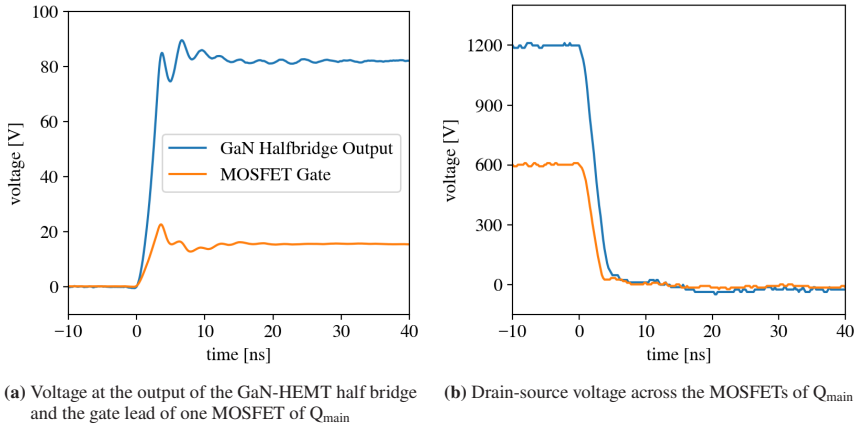 100
80
60
40
20
0
voltage [V]
GaN Halfbridge Output
MOSFET Gate
−10 0 10 20 30 40
time [ns]
1200
900
600
300
0
voltage [V]
−10 0 10 20 30 40
time [ns]
(a) Voltage at the output of the GaN-HEMT half bridge
and the gate lead of one MOSFET of Qmain
(b) Drain-source voltage across the MOSFETs of Qmain